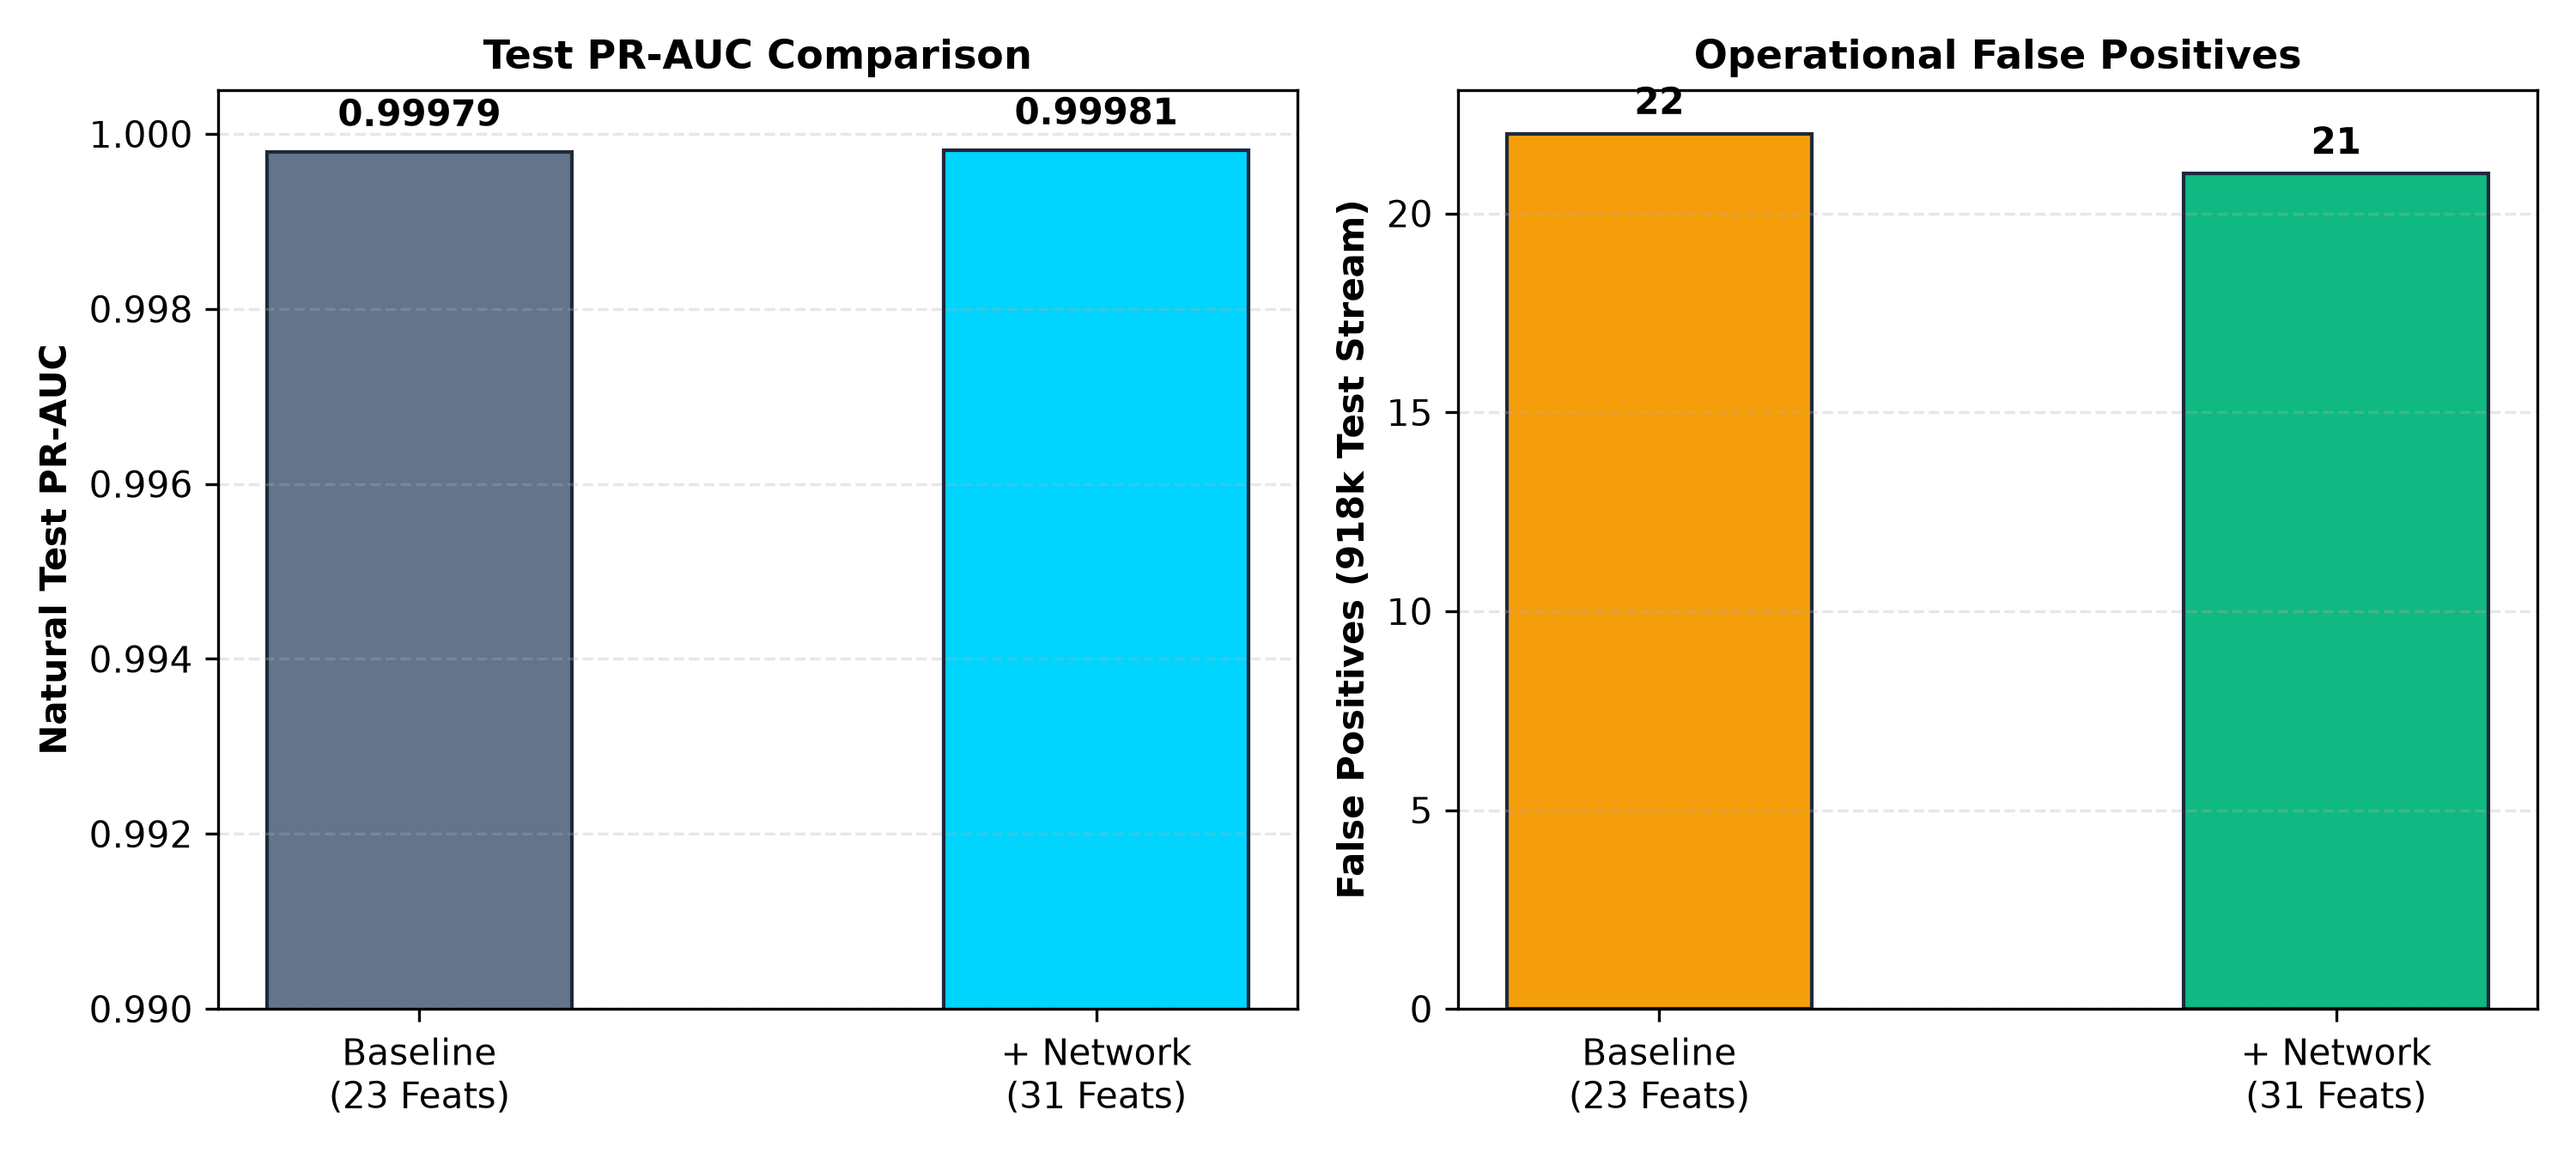 Test PR-AUC Comparison
Natural Test PR-AUC
1.000
0.998
0.996
0.994
0.992
0.990
0.99979
0.99981
Baseline
(23 Feats)
+ Network
(31 Feats)
Operational False Positives
False Positives (918k Test Stream)
20
15
10
5
0
22
21
Baseline
(23 Feats)
+ Network
(31 Feats)